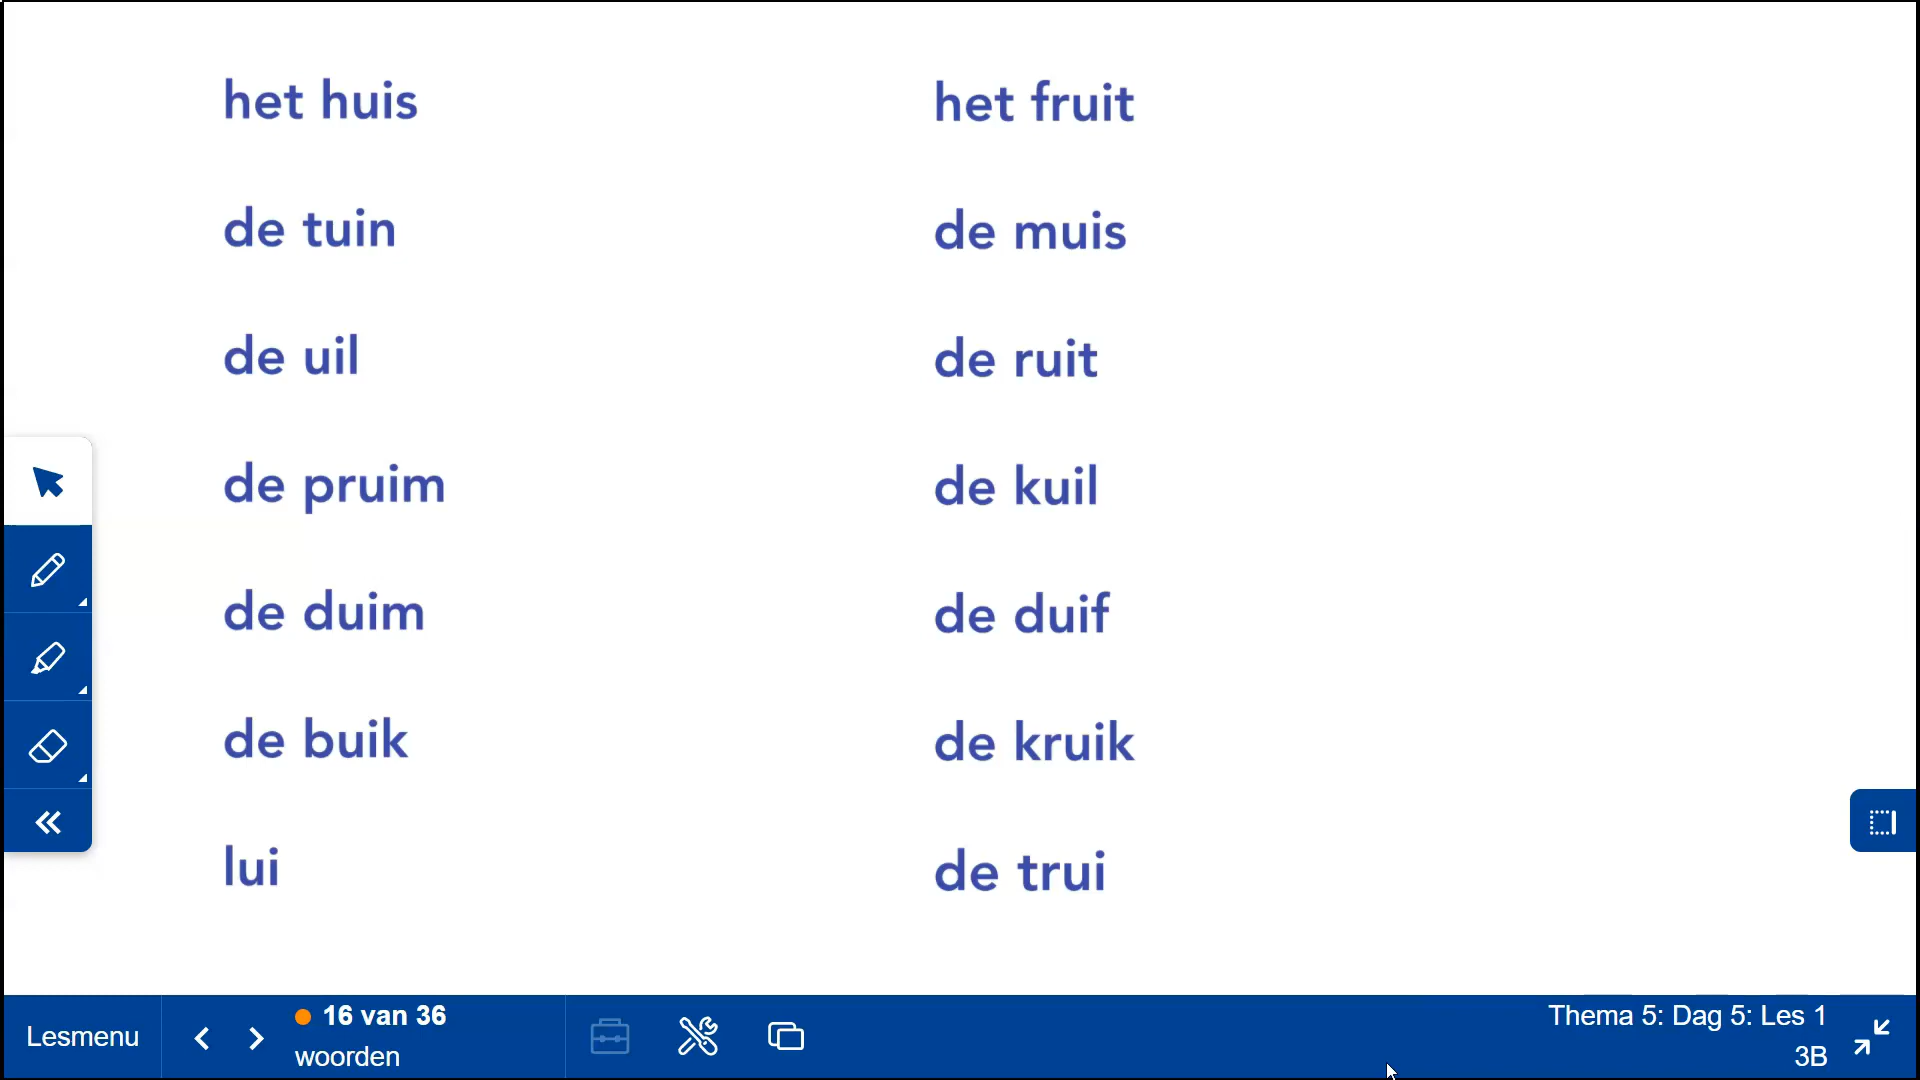 het huis
de tuin
de uil
de pruim
de duim
de buik
lui
het fruit
de muis
de ruit
de kuil
de duif
de kruik
de trui
Lesmenu
16 van 36
woorden
Thema 5: Dag 5: Les 1
3B